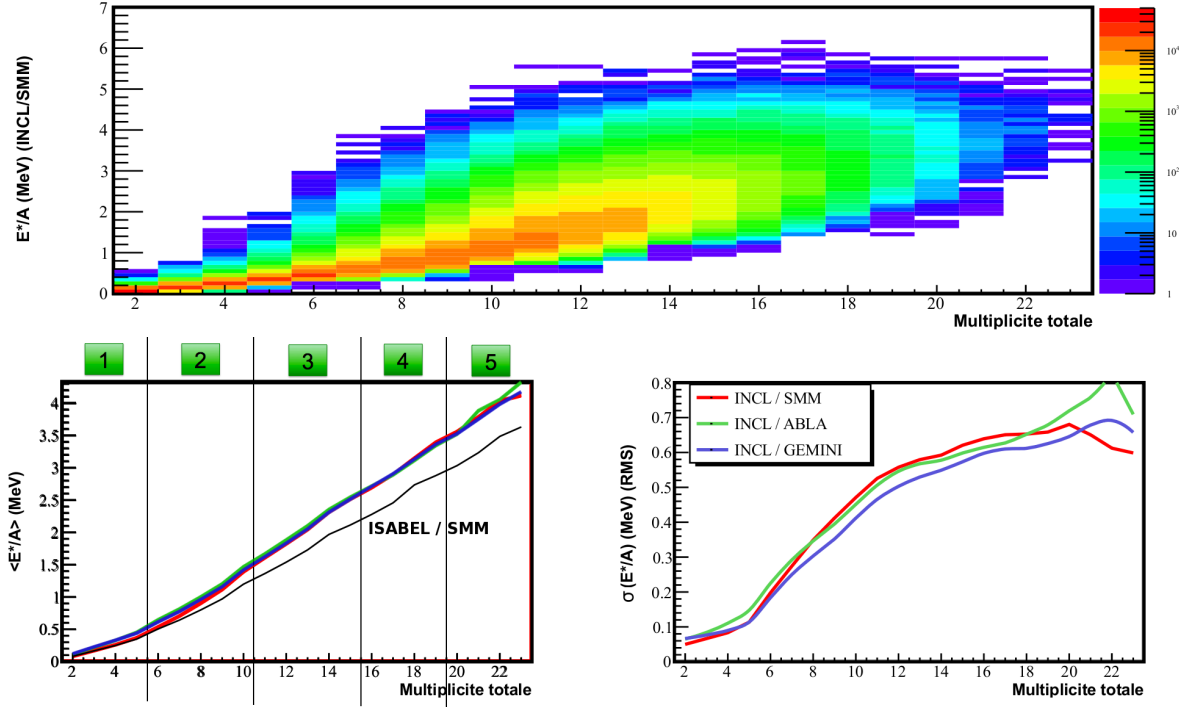 E*/A (MeV) (INCL/SMM)
7
6
5
4
3
2
1
0
2 4 6 8 10 12 14 16 18 20 22
Multiplicite totale
10⁴
10³
10²
10
1
1 2 3 4 5
<E*/A> (MeV)
4
3.5
3
2.5
2
1.5
1
0.5
0
ISABEL / SMM
2 4 6 8 10 12 14 16 18 20 22
Multiplicite totale
σ (E*/A) (MeV) (RMS)
0.8
0.7
0.6
0.5
0.4
0.3
0.2
0.1
0
INCL / SMM
INCL / ABLA
INCL / GEMINI
2 4 6 8 10 12 14 16 18 20 22
Multiplicite totale